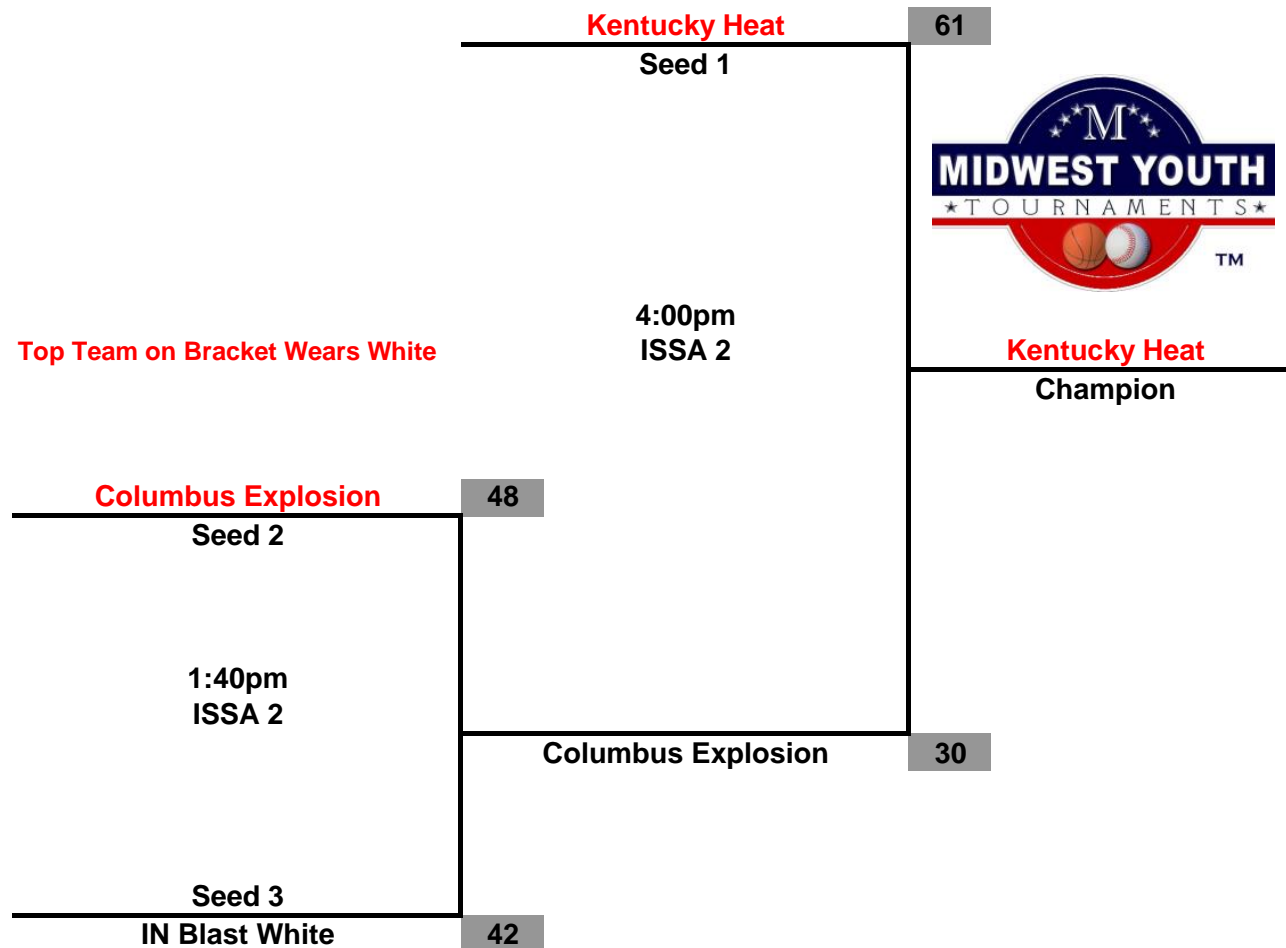 Kentucky Heat 61
Seed 1
M
MIDWEST YOUTH
TOURNAMENTS
TM
4:00pm
Top Team on Bracket Wears White ISSA 2 Kentucky Heat
Champion
Columbus Explosion 48
Seed 2
1:40pm
ISSA 2
Columbus Explosion 30
Seed 3
IN Blast White 42